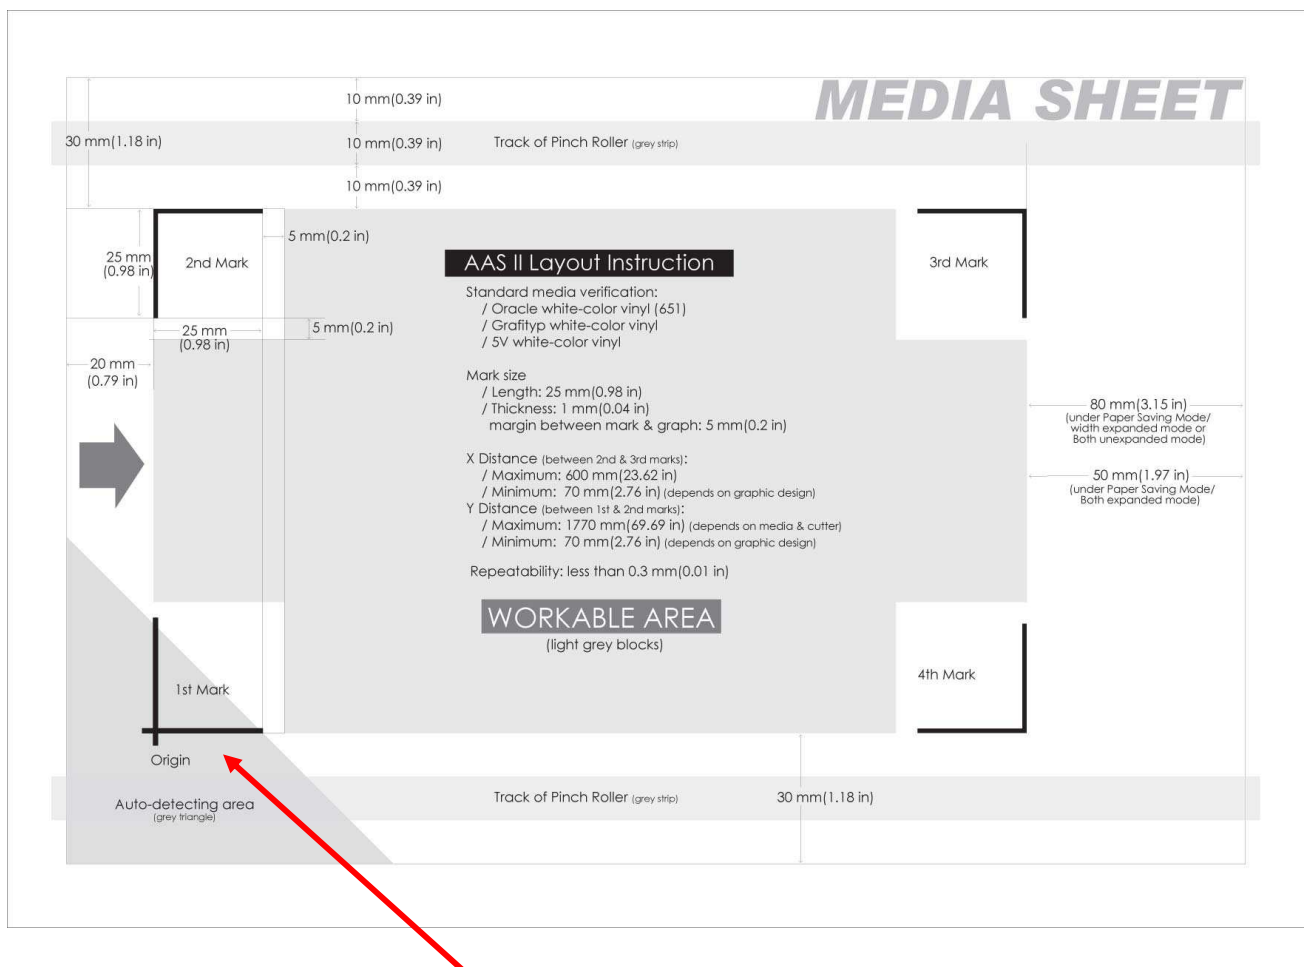 MEDIA SHEET
10 mm(0.39 in)
30 mm(1.18 in)
10 mm(0.39 in)
Track of Pinch Roller (grey strip)
10 mm(0.39 in)
5 mm(0.2 in)
25 mm
(0.98 in)
2nd Mark
AAS II Layout Instruction
3rd Mark
Standard media verification:
/ Oracle white-color vinyl (651)
/ Grafityp white-color vinyl
/ 5V white-color vinyl
25 mm
(0.98 in)
5 mm(0.2 in)
20 mm
(0.79 in)
Mark size
/ Length: 25 mm(0.98 in)
/ Thickness: 1 mm(0.04 in)
margin between mark & graph: 5 mm(0.2 in)
80 mm(3.15 in)
(under Paper Saving Mode/
width expanded mode or
Both unexpanded mode)
X Distance (between 2nd & 3rd marks):
/ Maximum: 600 mm(23.62 in)
/ Minimum: 70 mm(2.76 in) (depends on graphic design)
Y Distance (between 1st & 2nd marks):
/ Maximum: 1770 mm(69.69 in) (depends on media & cutter)
/ Minimum: 70 mm(2.76 in) (depends on graphic design)
50 mm(1.97 in)
(under Paper Saving Mode/
Both expanded mode)
Repeatability: less than 0.3 mm(0.01 in)
WORKABLE AREA
(light grey blocks)
1st Mark
4th Mark
Origin
Auto-detecting area
(grey triangle)
Track of Pinch Roller (grey strip)
30 mm(1.18 in)